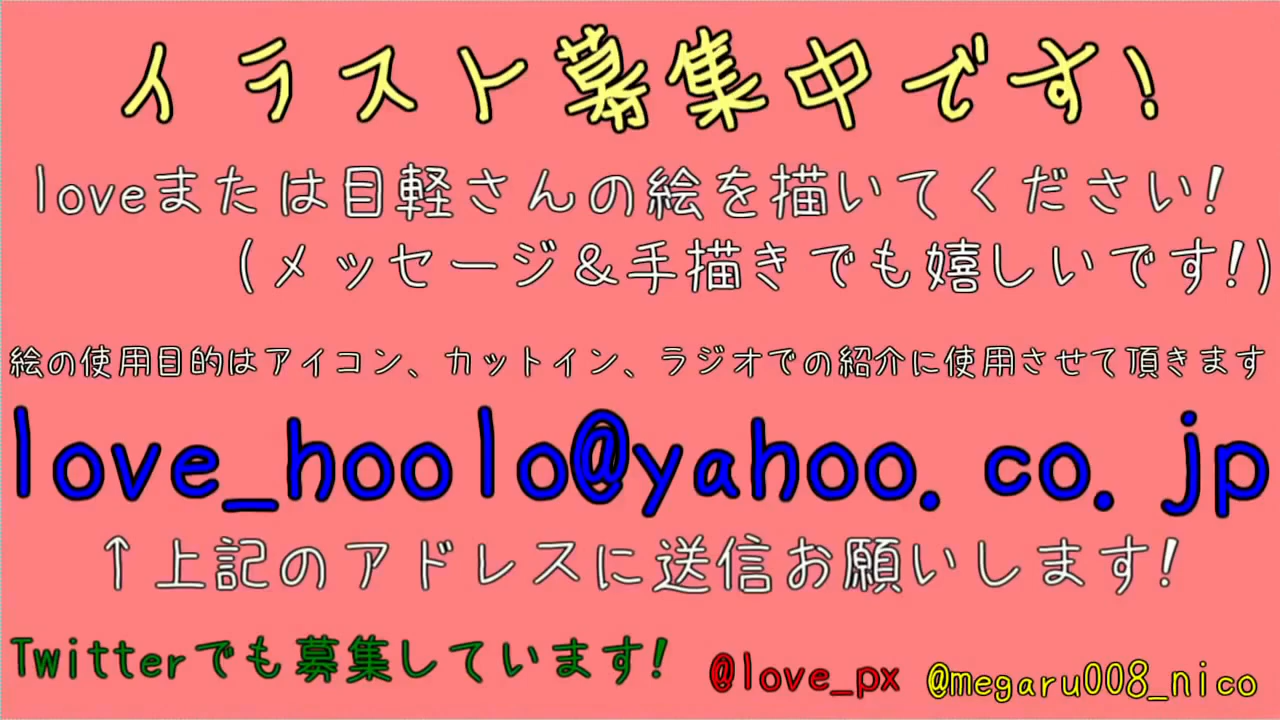 イラスト募集中です!
loveまたは目軽さんの絵を描いてください!
(メッセージ＆手描きでも嬉しいです!)
絵の使用目的はアイコン、カットイン、ラジオでの紹介に使用させて頂きます
love_hoolo@yahoo.co.jp
↑上記のアドレスに送信お願いします!
Twitterでも募集しています! @love_px @megaru008_nico